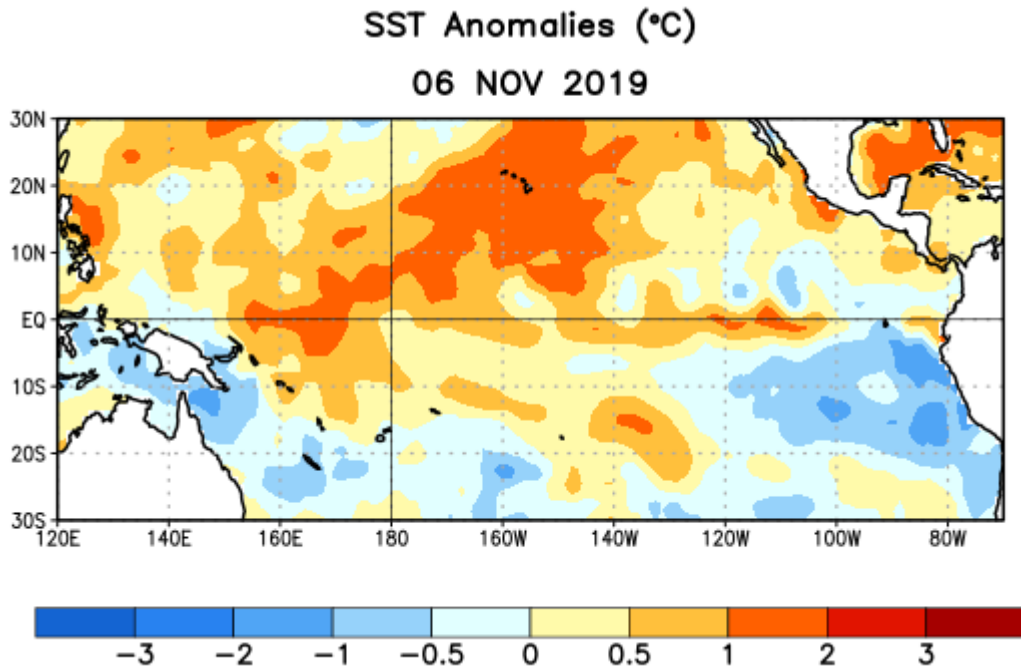 SST Anomalies (°C)
06 NOV 2019
30N
20N
10N
EQ
10S
20S
30S
120E 140E 160E 180 160W 140W 120W 100W 80W
-3 -2 -1 -0.5 0 0.5 1 2 3